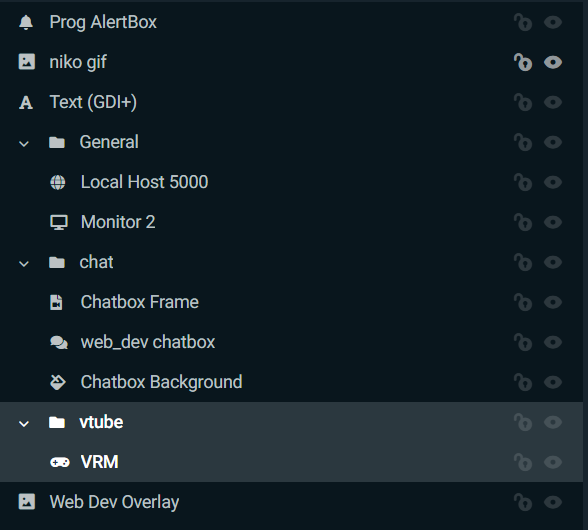 Prog AlertBox
niko gif
Text (GDI+)
General
Local Host 5000
Monitor 2
chat
Chatbox Frame
web_dev chatbox
Chatbox Background
vtube
VRM
Web Dev Overlay